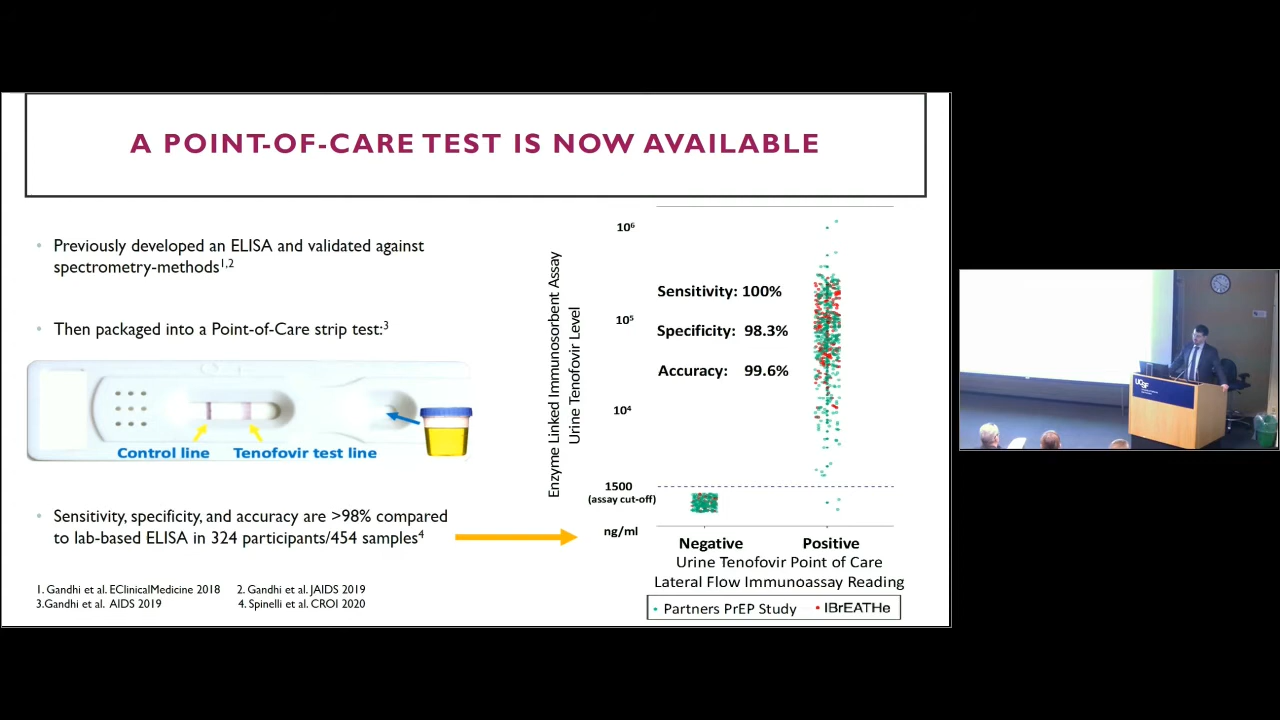 A POINT-OF-CARE TEST IS NOW AVAILABLE
• Previously developed an ELISA and validated against
spectrometry-methods1,2
• Then packaged into a Point-of-Care strip test:3
Control line
Tenofovir test line
• Sensitivity, specificity, and accuracy are >98% compared
to lab-based ELISA in 324 participants/454 samples4
1. Gandhi et al. EClinicalMedicine 2018
2. Gandhi et al. JAIDS 2019
3.Gandhi et al. AIDS 2019
4. Spinelli et al. CROI 2020
Enzyme Linked Immunosorbent Assay
Urine Tenofovir Level
10⁶
10⁵
10⁴
1500
(assay cut-off)
ng/ml
Sensitivity: 100%
Specificity: 98.3%
Accuracy: 99.6%
Negative
Positive
Urine Tenofovir Point of Care
Lateral Flow Immunoassay Reading
Partners PrEP Study
IBrEATHe
UCSF